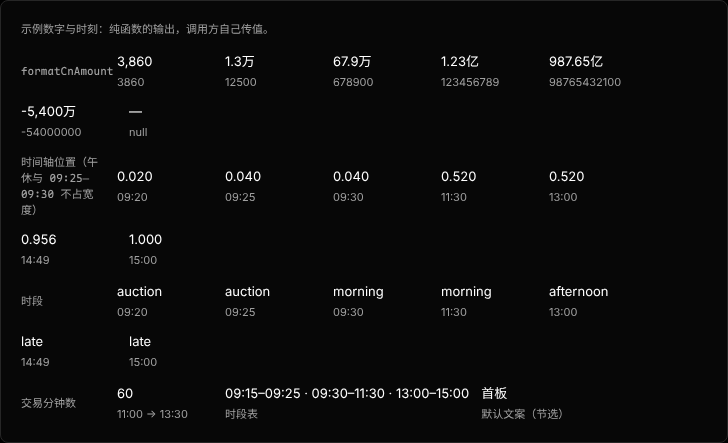 示例数字与时刻：纯函数的输出，调用方自己传值。
formatCnAmount 3,860 1.3万 67.9万 1.23亿 987.65亿
3860 12500 678900 123456789 98765432100
-5,400万 —
-54000000 null
时间轴位置（午
休与 09:25–
09:30 不占宽
度）
0.020 0.040 0.040 0.520 0.520
09:20 09:25 09:30 11:30 13:00
0.956 1.000
14:49 15:00
时段
auction auction morning morning afternoon
09:20 09:25 09:30 11:30 13:00
late late
14:49 15:00
交易分钟数
60 09:15–09:25 · 09:30–11:30 · 13:00–15:00 首板
11:00 → 13:30 时段表 默认文案（节选）